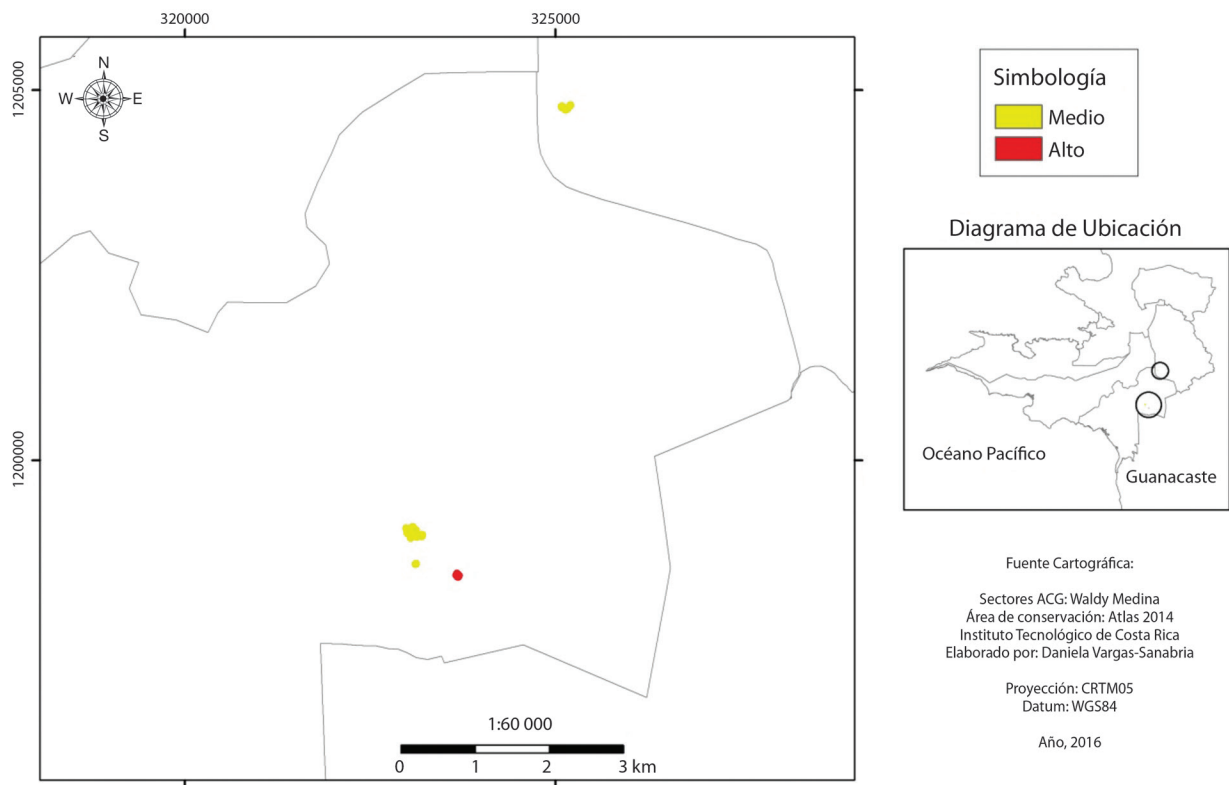 320000
325000
1205000
1200000
N
W E
S
Simbología
Medio
Alto
Diagrama de Ubicación
Océano Pacífico
Guanacaste
1:60 000
0 1 2 3 km
Fuente Cartográfica:
Sectores ACG: Waldy Medina
Área de conservación: Atlas 2014
Instituto Tecnológico de Costa Rica
Elaborado por: Daniela Vargas-Sanabria
Proyección: CRTM05
Datum: WGS84
Año, 2016